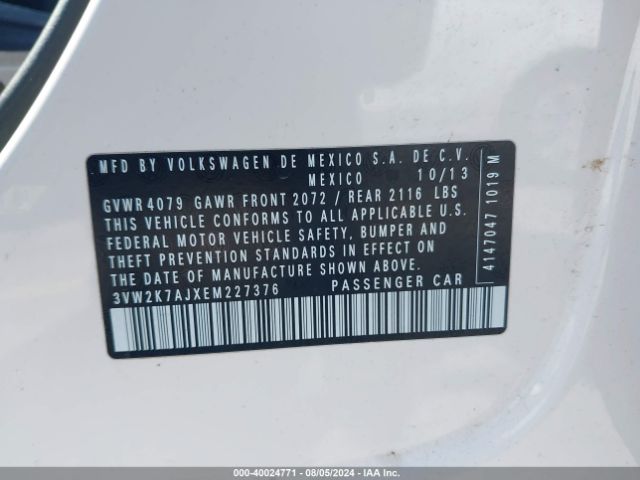 MFD BY VOLKSWAGEN DE MEXICO S.A. DE C.V.
MEXICO 10/13
GVWR 4079 GAWR FRONT 2072 / REAR 2116 LBS
THIS VEHICLE CONFORMS TO ALL APPLICABLE U.S.
FEDERAL MOTOR VEHICLE SAFETY, BUMPER AND
THEFT PREVENTION STANDARDS IN EFFECT ON
THE DATE OF MANUFACTURE SHOWN ABOVE.
3VW2K7AJXEM227376 PASSENGER CAR
4147047 1019 M
000-40024771 - 08/05/2024 - IAA Inc.